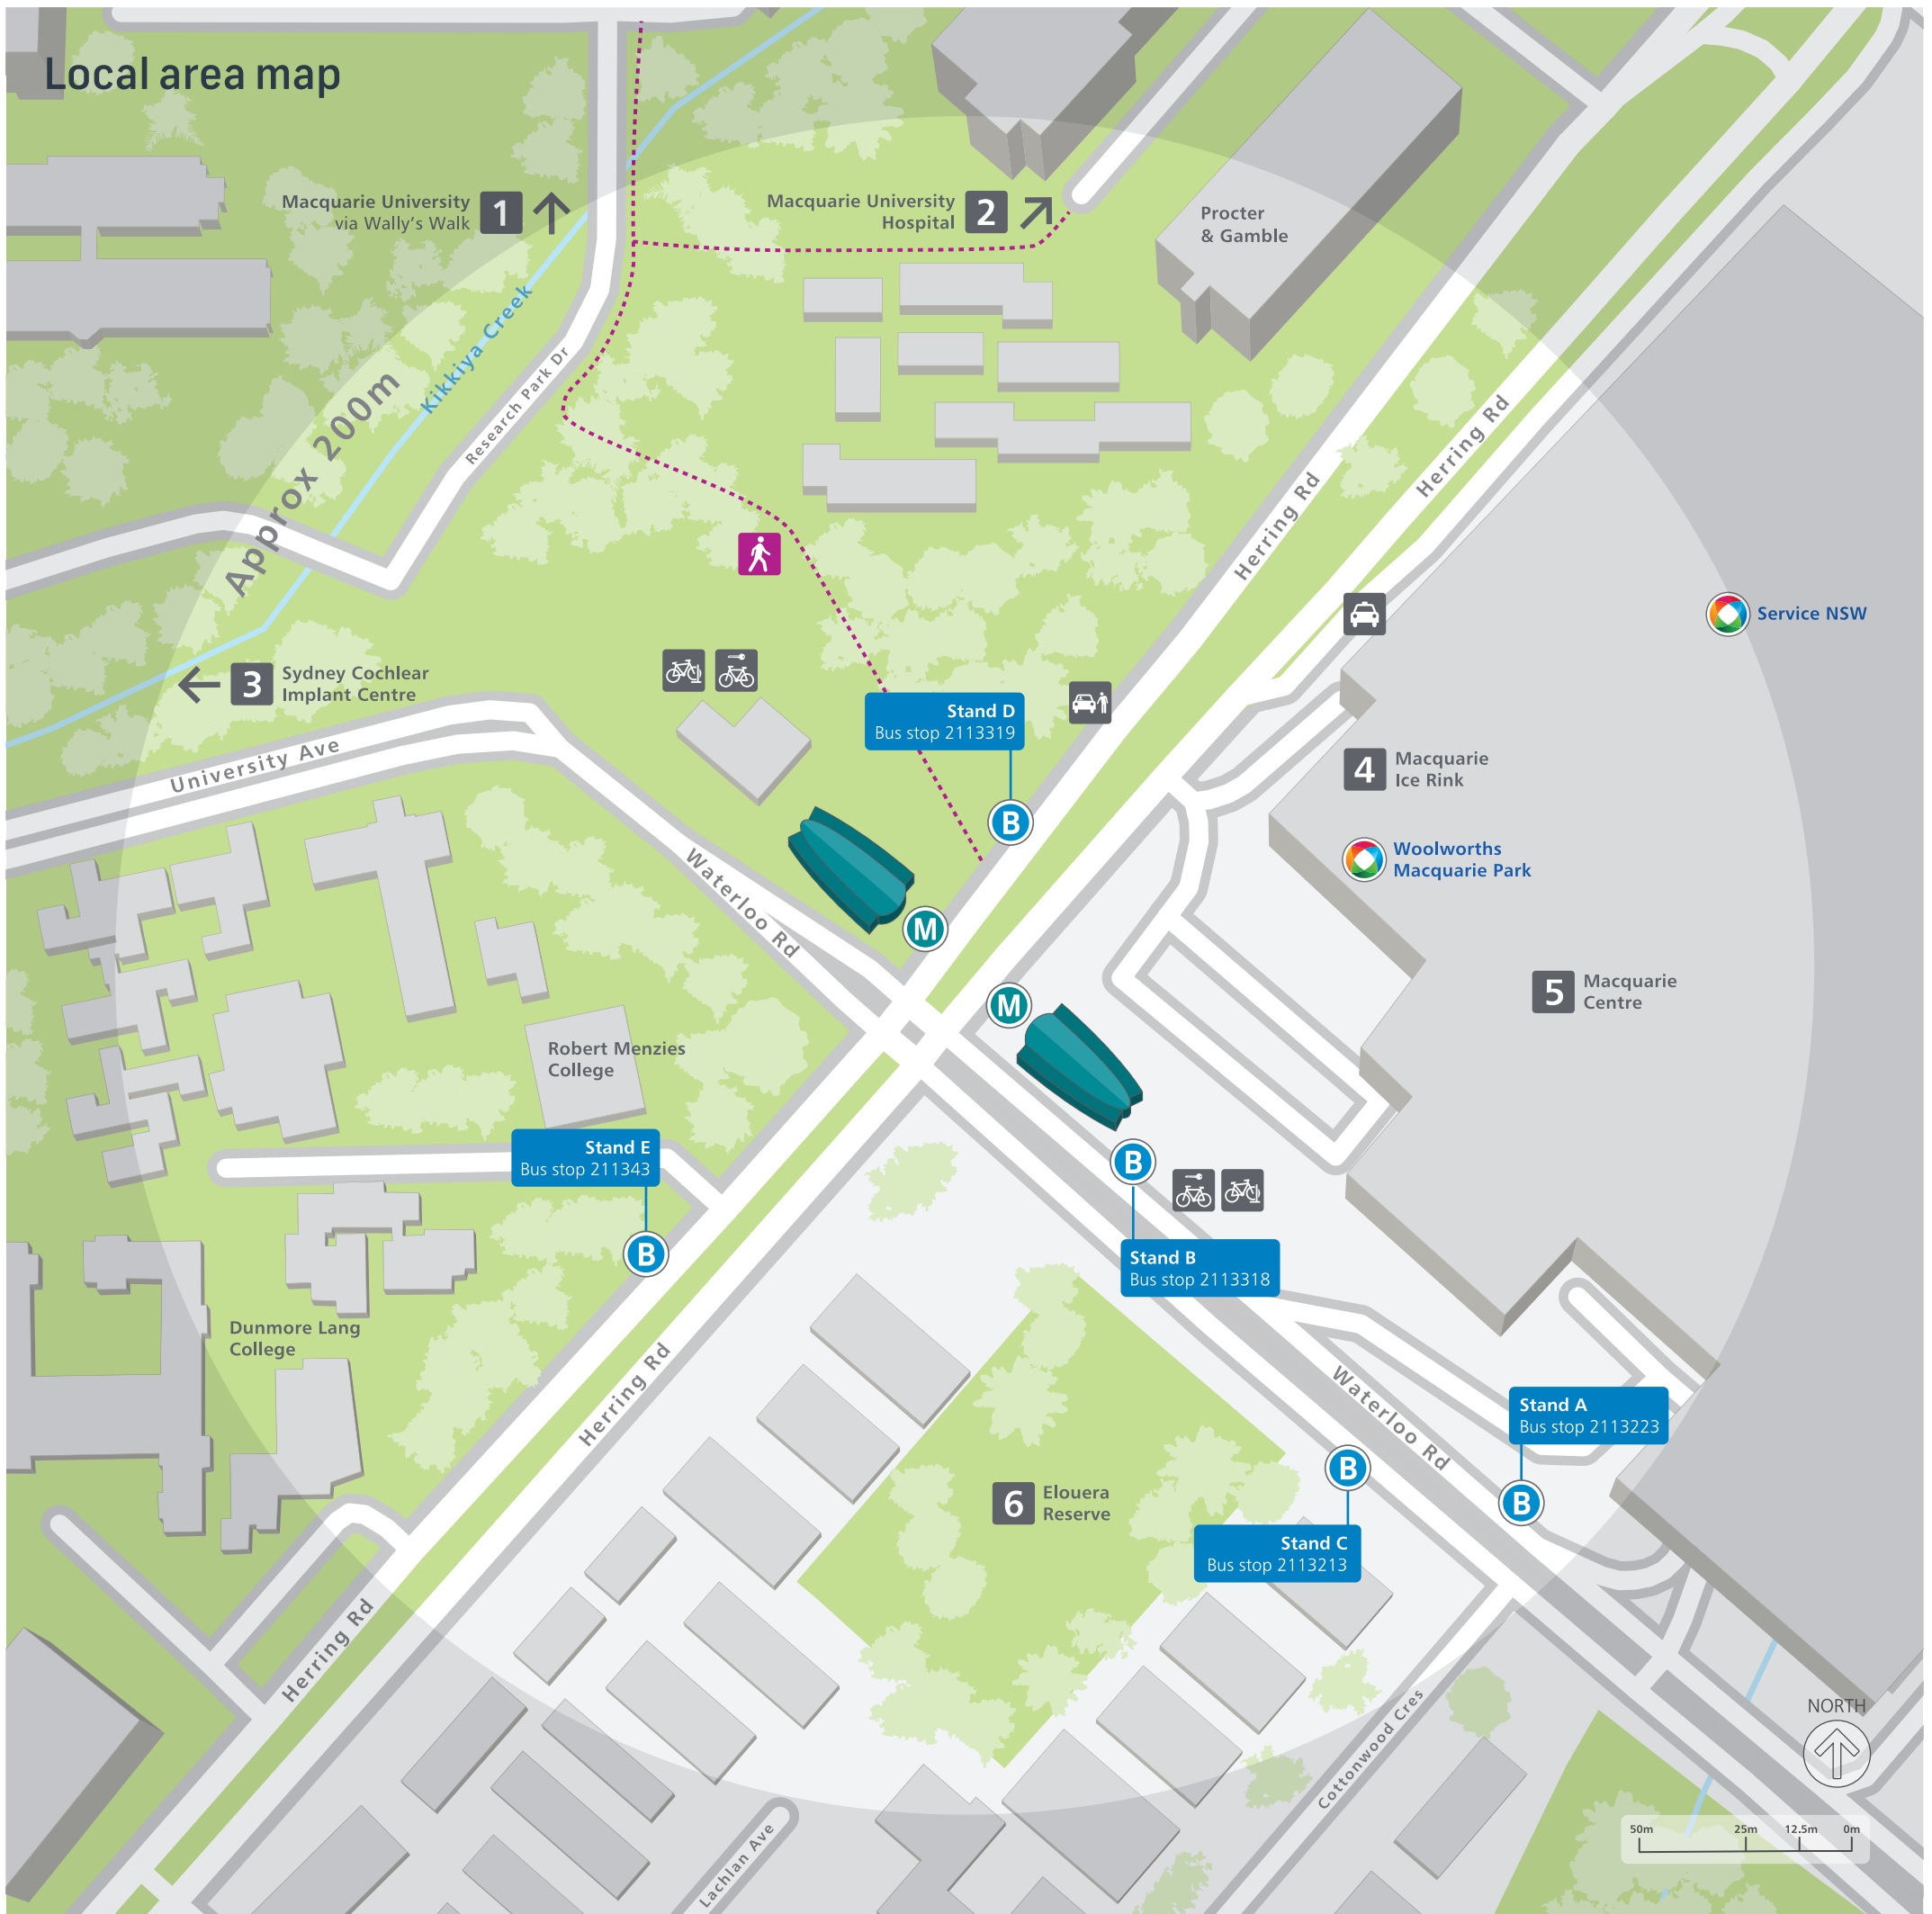 Local area map
Macquarie University
via Wally's Walk
1
Macquarie University
Hospital
2
Procter
& Gamble
Kikkiya Creek
Research Park Dr
Approx 200m
Herring Rd
Herring Rd
Service NSW
3
Sydney Cochlear
Implant Centre
University Ave
Stand D
Bus stop 2113319
B
4
Macquarie
Ice Rink
Woolworths
Macquarie Park
Waterloo Rd
M
M
5
Macquarie
Centre
Robert Menzies
College
Stand E
Bus stop 211343
B
B
Stand B
Bus stop 2113318
Dunmore Lang
College
Herring Rd
Waterloo Rd
Stand A
Bus stop 2113223
B
B
6
Elouera
Reserve
Stand C
Bus stop 2113213
Herring Rd
Cottonwood Cres
Lachlan Ave
NORTH
50m 25m 12.5m 0m